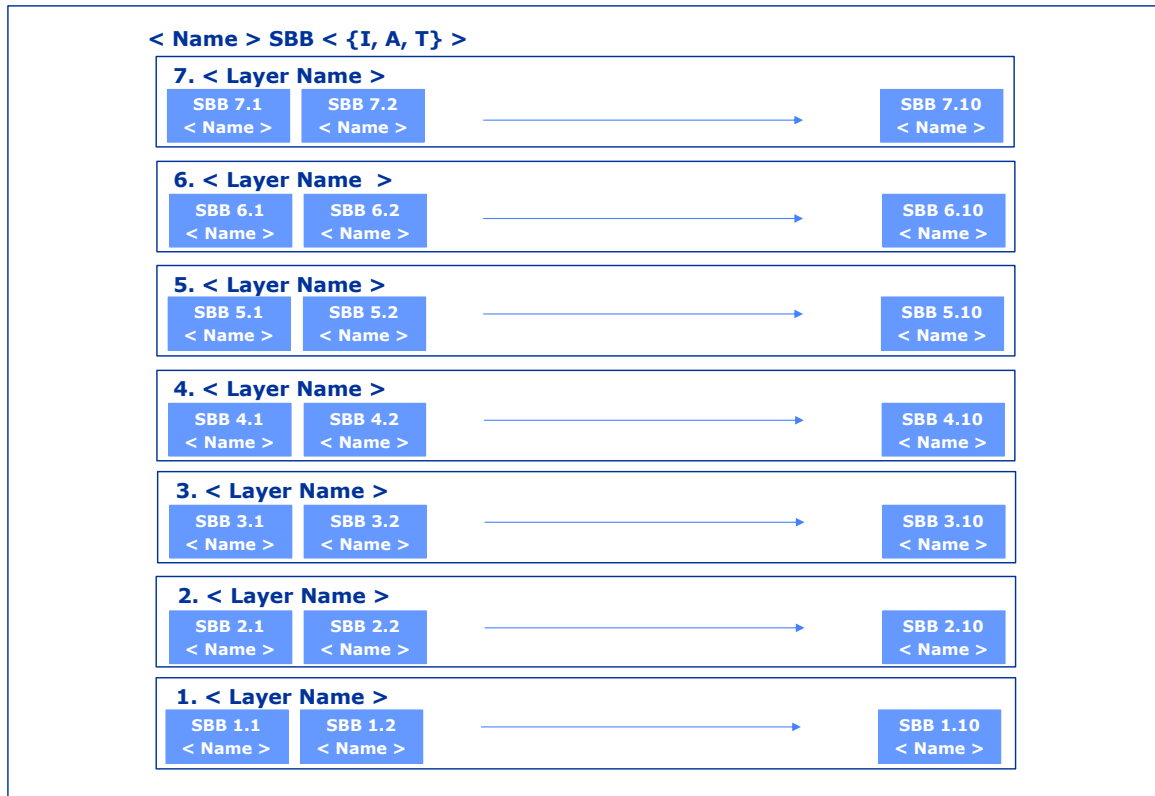 < Name > SBB < {I, A, T} >
7. < Layer Name >
SBB 7.1
< Name >
SBB 7.2
< Name >
SBB 7.10
< Name >
6. < Layer Name  >
SBB 6.1
< Name >
SBB 6.2
< Name >
SBB 6.10
< Name >
5. < Layer Name >
SBB 5.1
< Name >
SBB 5.2
< Name >
SBB 5.10
< Name >
4. < Layer Name >
SBB 4.1
< Name >
SBB 4.2
< Name >
SBB 4.10
< Name >
3. < Layer Name >
SBB 3.1
< Name >
SBB 3.2
< Name >
SBB 3.10
< Name >
2. < Layer Name >
SBB 2.1
< Name >
SBB 2.2
< Name >
SBB 2.10
< Name >
1. < Layer Name >
SBB 1.1
< Name >
SBB 1.2
< Name >
SBB 1.10
< Name >